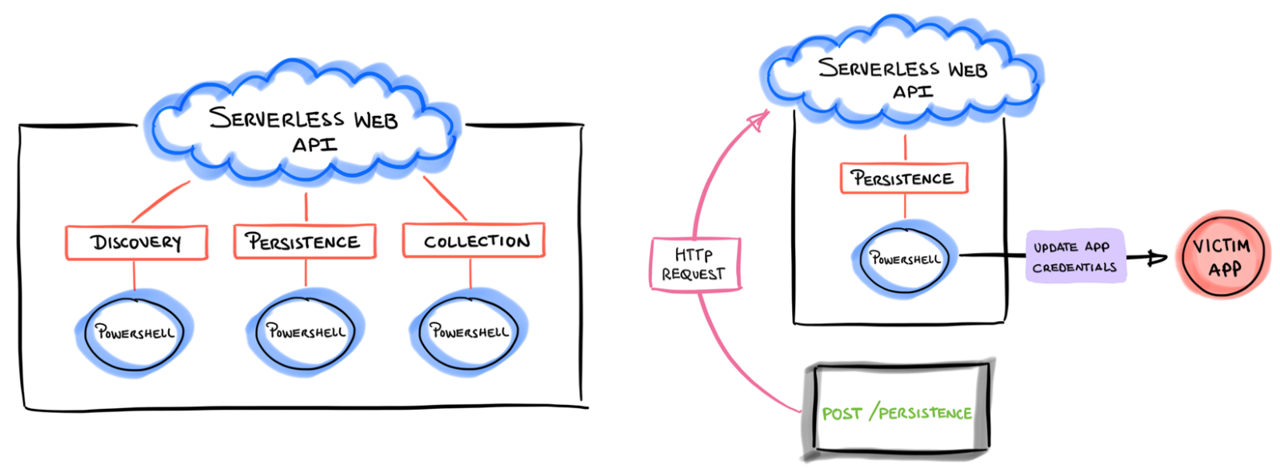 SERVERLESS WEB
API
DISCOVERY
PERSISTENCE
COLLECTION
POWERSHELL
POWERSHELL
POWERSHELL
SERVERLESS WEB
API
PERSISTENCE
POWERSHELL
UPDATE APP
CREDENTIALS
VICTIM
APP
HTTP
REQUEST
POST /PERSISTENCE